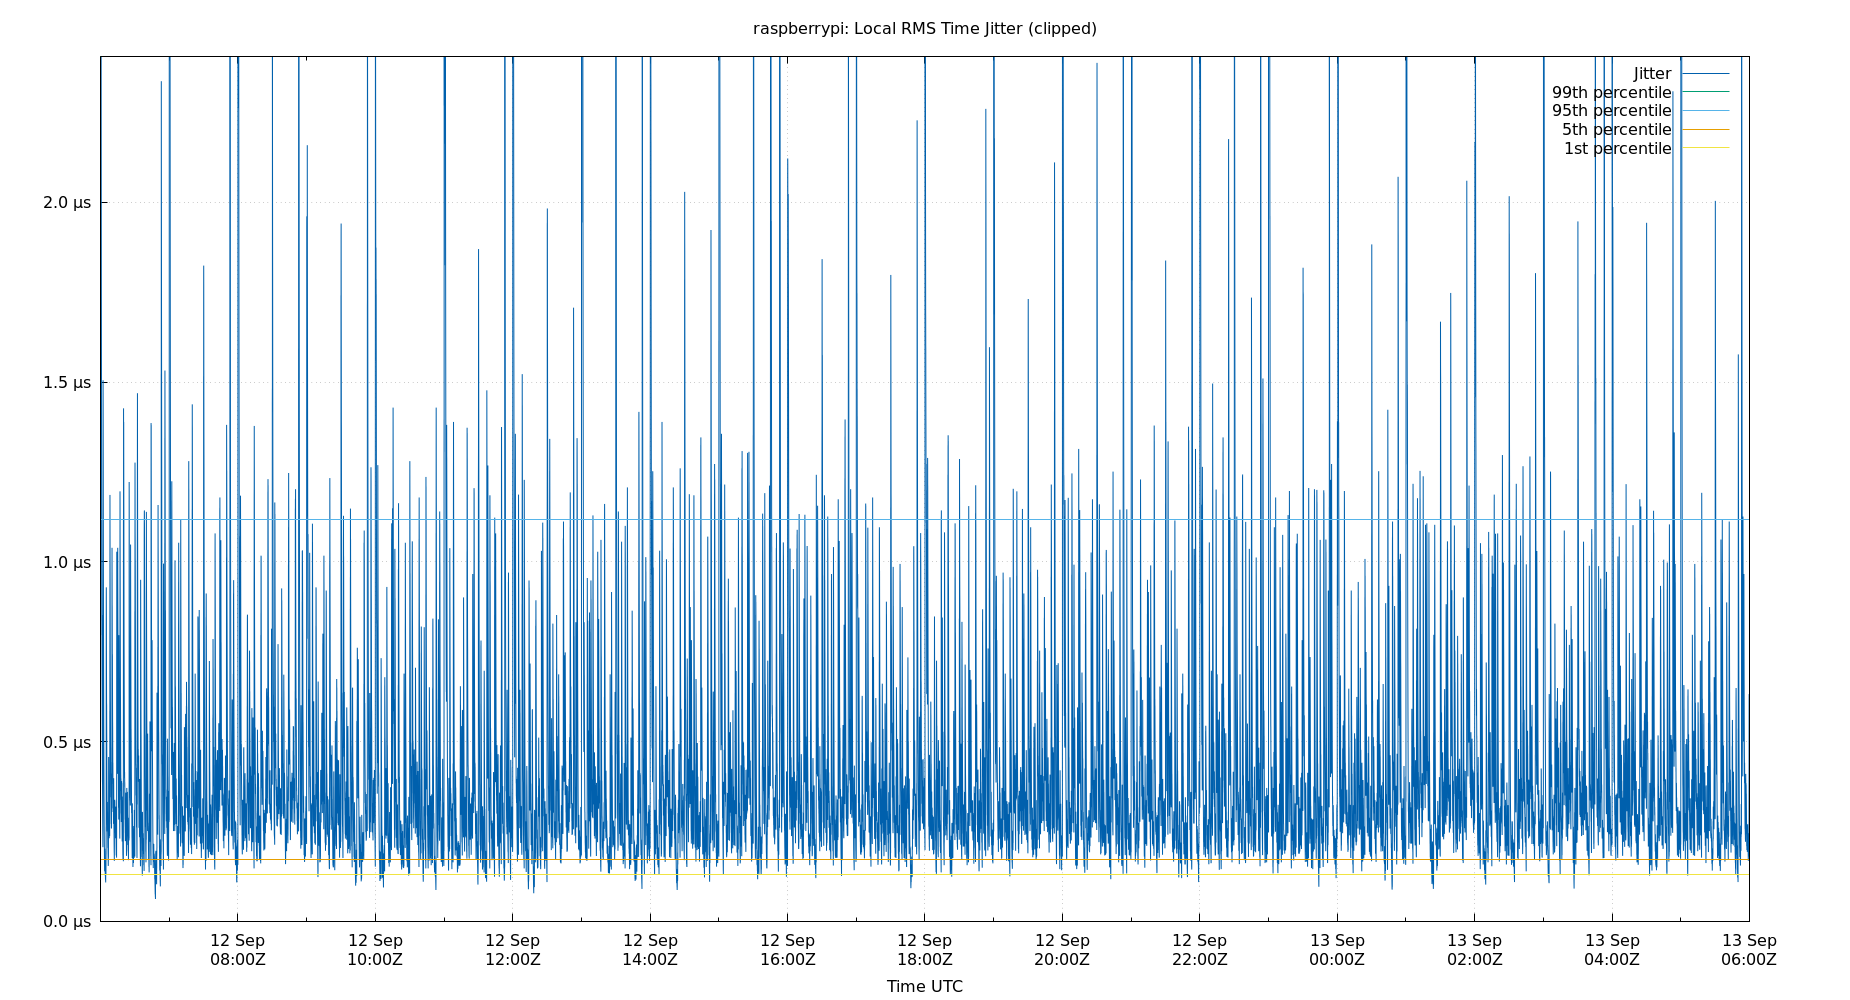 raspberrypi: Local RMS Time Jitter (clipped)
Jitter
99th percentile
95th percentile
5th percentile
1st percentile
2.0 µs
1.5 µs
1.0 µs
0.5 µs
0.0 µs
12 Sep 12 Sep 12 Sep 12 Sep 12 Sep 12 Sep 12 Sep 12 Sep 13 Sep 13 Sep 13 Sep 13 Sep
08:00Z 10:00Z 12:00Z 14:00Z 16:00Z 18:00Z 20:00Z 22:00Z 00:00Z 02:00Z 04:00Z 06:00Z
Time UTC